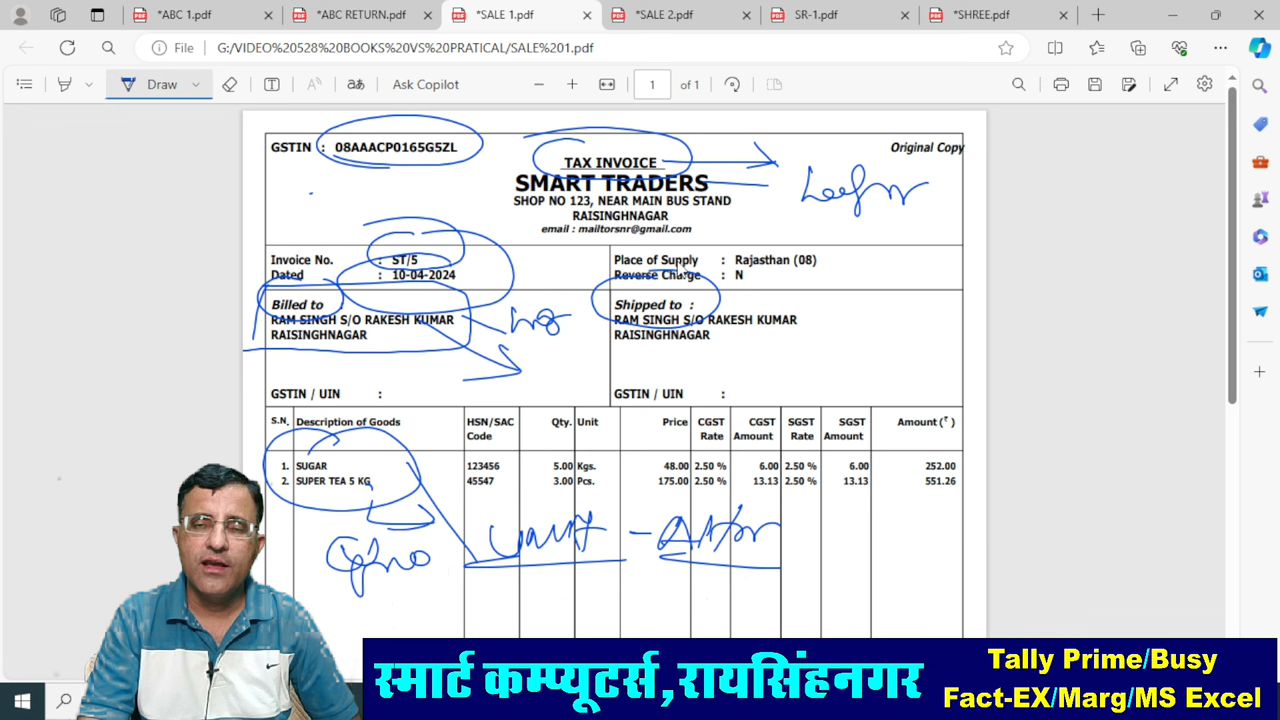 *ABC 1.pdf
*ABC RETURN.pdf
*SALE 1.pdf
*SALE 2.pdf
SR-1.pdf
*SHREE.pdf
File
G:/VIDEO%20528%20BOOKS%20VS%20PRATICAL/SALE%201.pdf
Draw
Ask Copilot
1 of 1
GSTIN : 08AAACP0165G5ZL
Original Copy
TAX INVOICE
SMART TRADERS
SHOP NO 123, NEAR MAIN BUS STAND
RAISINGHNAGAR
email : mailtorsnr@gmail.com
Invoice No. : ST/5
Dated : 10-04-2024
Place of Supply : Rajasthan (08)
Reverse Charge : N
Billed to :
RAM SINGH S/O RAKESH KUMAR
RAISINGHNAGAR
GSTIN / UIN :
Shipped to :
RAM SINGH S/O RAKESH KUMAR
RAISINGHNAGAR
GSTIN / UIN :
S.N. Description of Goods HSN/SAC Code Qty. Unit Price CGST Rate CGST Amount SGST Rate SGST Amount Amount (₹)
1. SUGAR 123456 5.00 Kgs. 48.00 2.50 % 6.00 2.50 % 6.00 252.00
2. SUPER TEA 5 KG 45547 3.00 Pcs. 175.00 2.50 % 13.13 2.50 % 13.13 551.26
स्मार्ट कम्प्यूटर्स,रायसिंहनगर
Tally Prime/Busy
Fact-EX/Marg/MS Excel